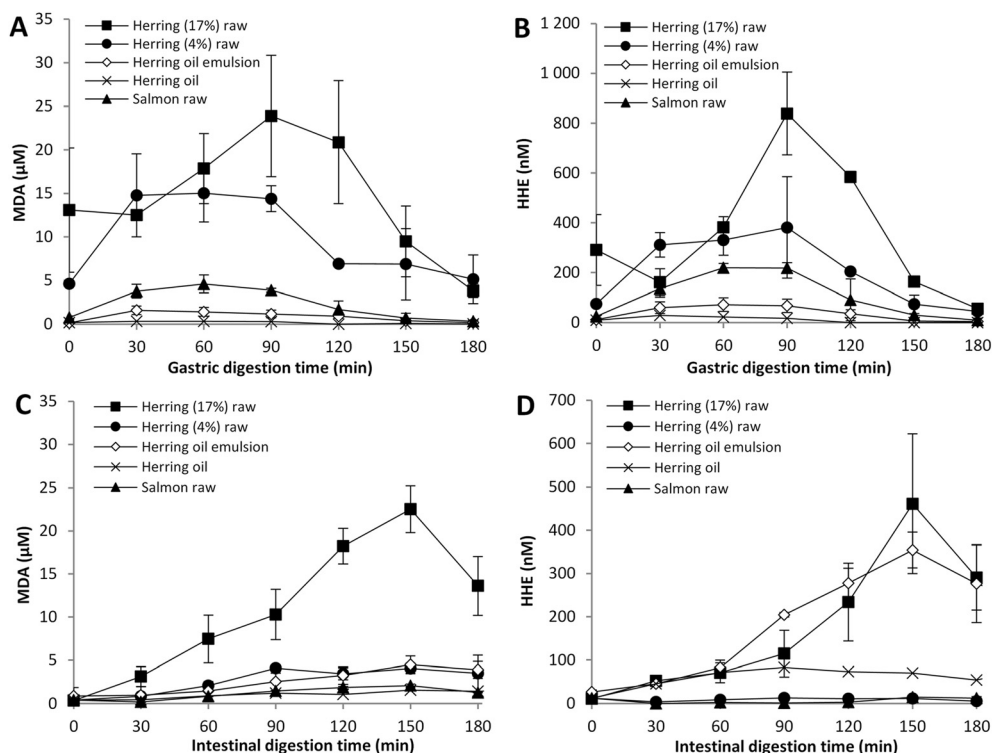 A
Herring (17%) raw
Herring (4%) raw
Herring oil emulsion
Herring oil
Salmon raw
MDA (µM)
35
30
25
20
15
10
5
0
0 30 60 90 120 150 180
Gastric digestion time (min)
B
Herring (17%) raw
Herring (4%) raw
Herring oil emulsion
Herring oil
Salmon raw
HHE (nM)
1 200
1 000
800
600
400
200
0
0 30 60 90 120 150 180
Gastric digestion time (min)
C
Herring (17%) raw
Herring (4%) raw
Herring oil emulsion
Herring oil
Salmon raw
MDA (µM)
35
30
25
20
15
10
5
0
0 30 60 90 120 150 180
Intestinal digestion time (min)
D
Herring (17%) raw
Herring (4%) raw
Herring oil emulsion
Herring oil
Salmon raw
HHE (nM)
700
600
500
400
300
200
100
0
0 30 60 90 120 150 180
Intestinal digestion time (min)